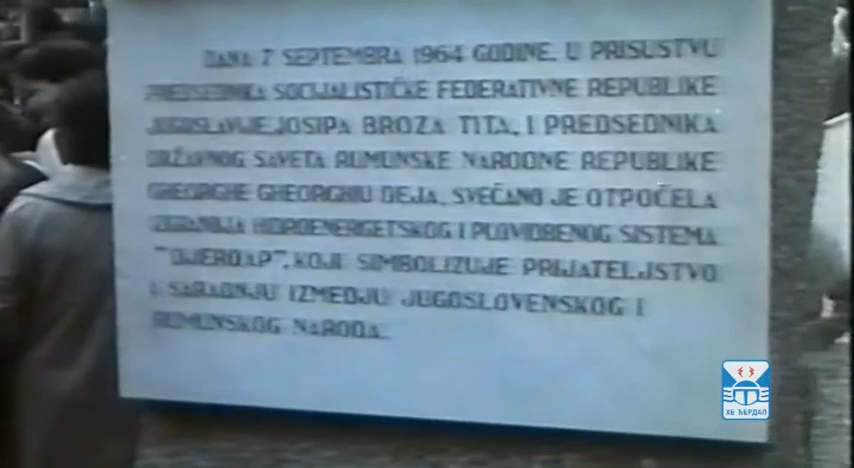 DANA 7 SEPTEMBRA 1964 GODINE, U PRISUSTVU
PREDSEDNIKA SOCIJALISTIČKE FEDERATIVNE REPUBLIKE
JUGOSLAVIJE JOSIPA BROZA TITA, I PREDSEDNIKA
DRŽAVNOG SAVETA RUMUNSKE NARODNE REPUBLIKE
GHEORGHE GHEORGHIU DEJA, SVEČANO JE OTPOČELA
IZGRADNJA HIDROENERGETSKOG I PLOVIDBENOG SISTEMA
"DJERDAP", KOJI SIMBOLIZUJE PRIJATELJSTVO
I SARADNJU IZMEDJU JUGOSLOVENSKOG I
RUMUNSKOG NARODA.
ХЕ ЂЕРДАП